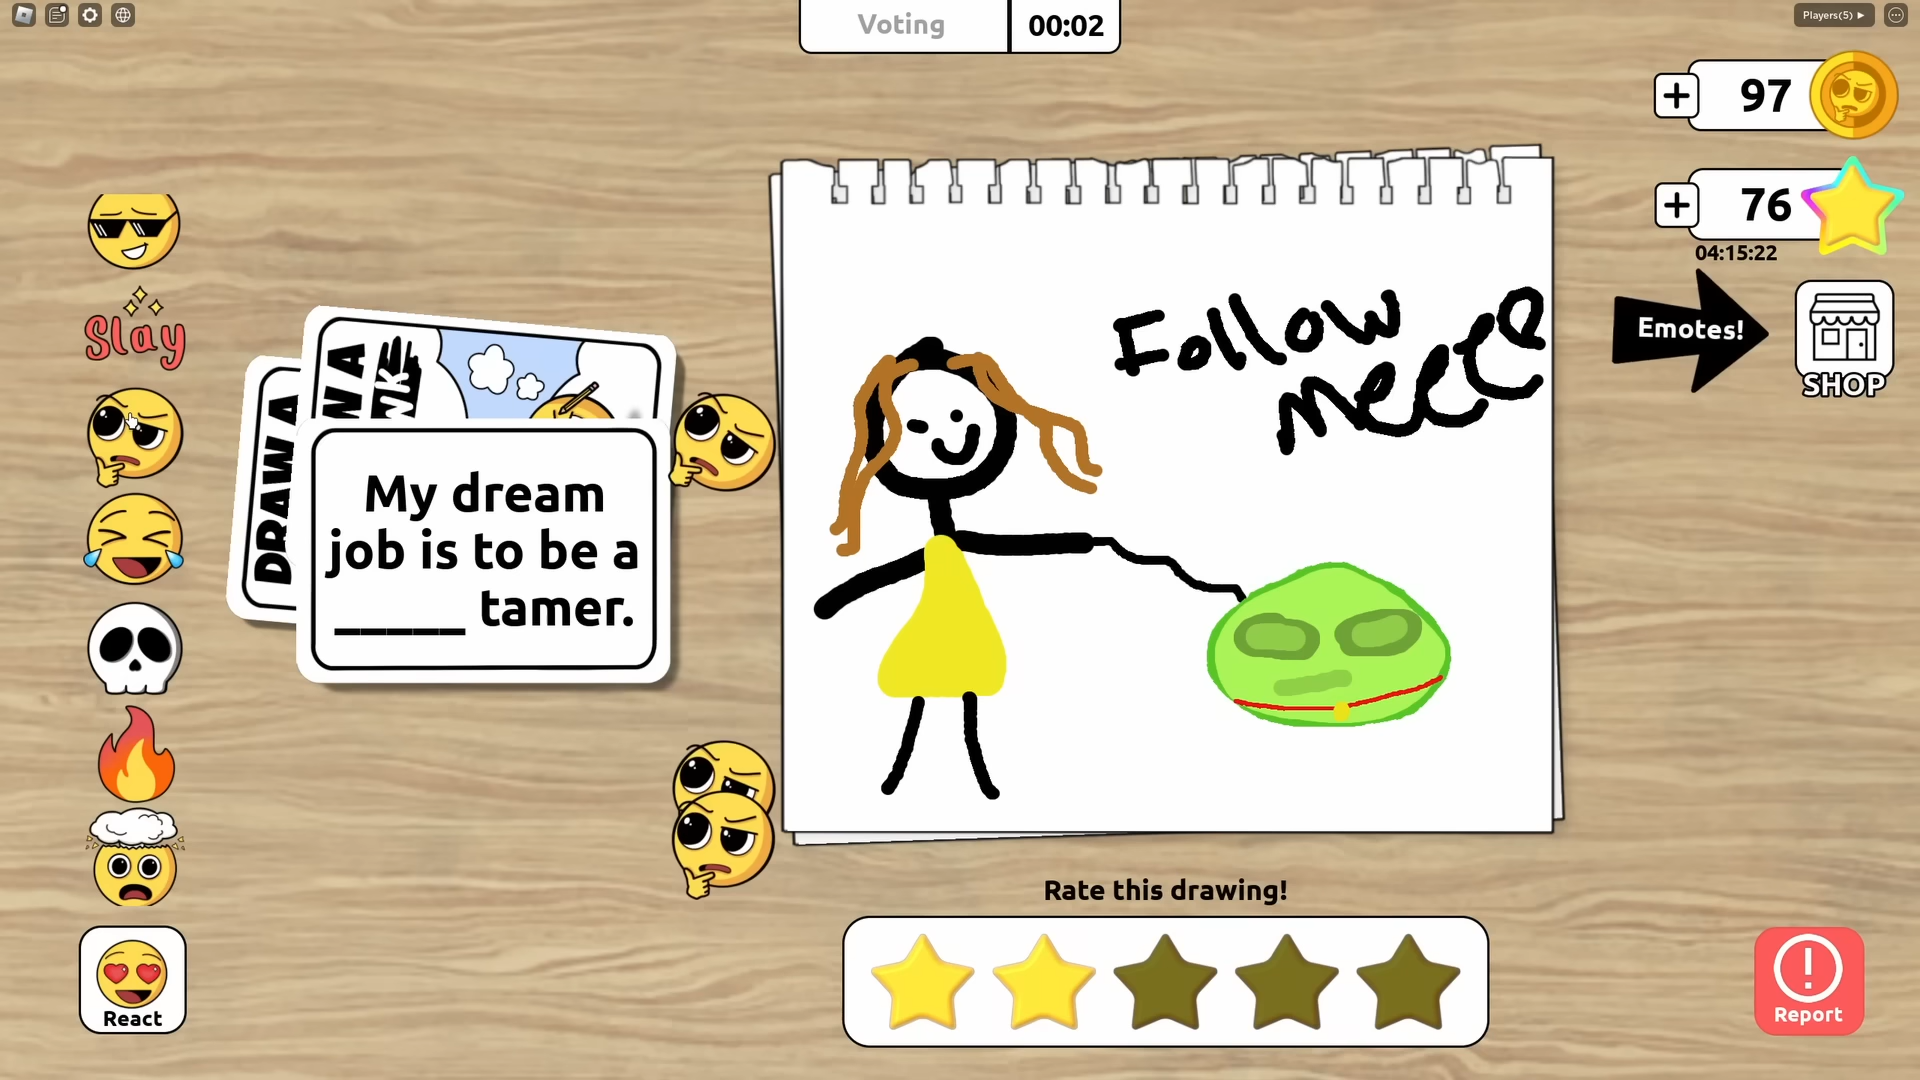 Voting
00:02
Players(5)
97
76
04:15:22
Emotes!
SHOP
Slay
DRAW A
My dream
job is to be a
_____ tamer.
Follow
meeee
Rate this drawing!
React
Report